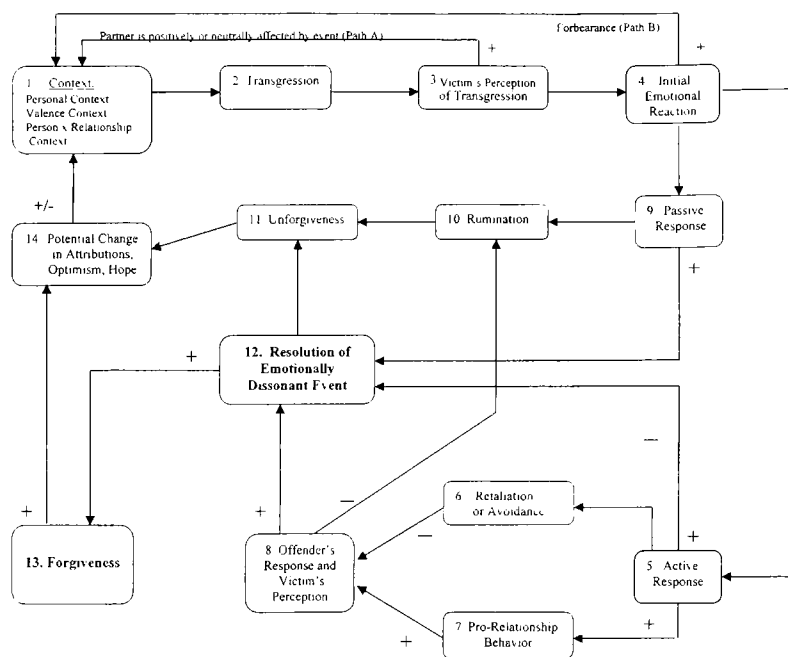 Forbearance (Path B)
Partner is positively or neutrally affected by event (Path A)
+
+
1 Context.
Personal Context
Valence Context
Person x Relationship
Context
2 Transgression
3 Victim's Perception
of Transgression
4 Initial
Emotional
Reaction
+/-
14 Potential Change
in Attributions,
Optimism, Hope
11 Unforgiveness
10 Rumination
9 Passive
Response
+
12. Resolution of
Emotionally
Dissonant Event
+
+
13. Forgiveness
+
—
8 Offender's
Response and
Victim's
Perception
6 Retaliation
or Avoidance
—
—
+
5 Active
Response
+
7 Pro-Relationship
Behavior
+